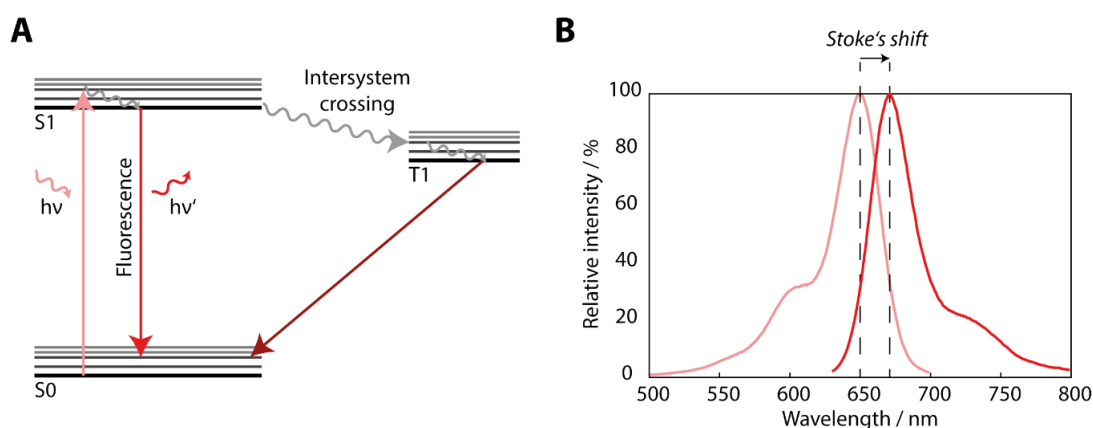 A
S1
Intersystem
crossing
T1
hν
Fluorescence
hν‘
S0
B
Stoke‘s shift
Relative intensity / %
100
80
60
40
20
0
500 550 600 650 700 750 800
Wavelength / nm